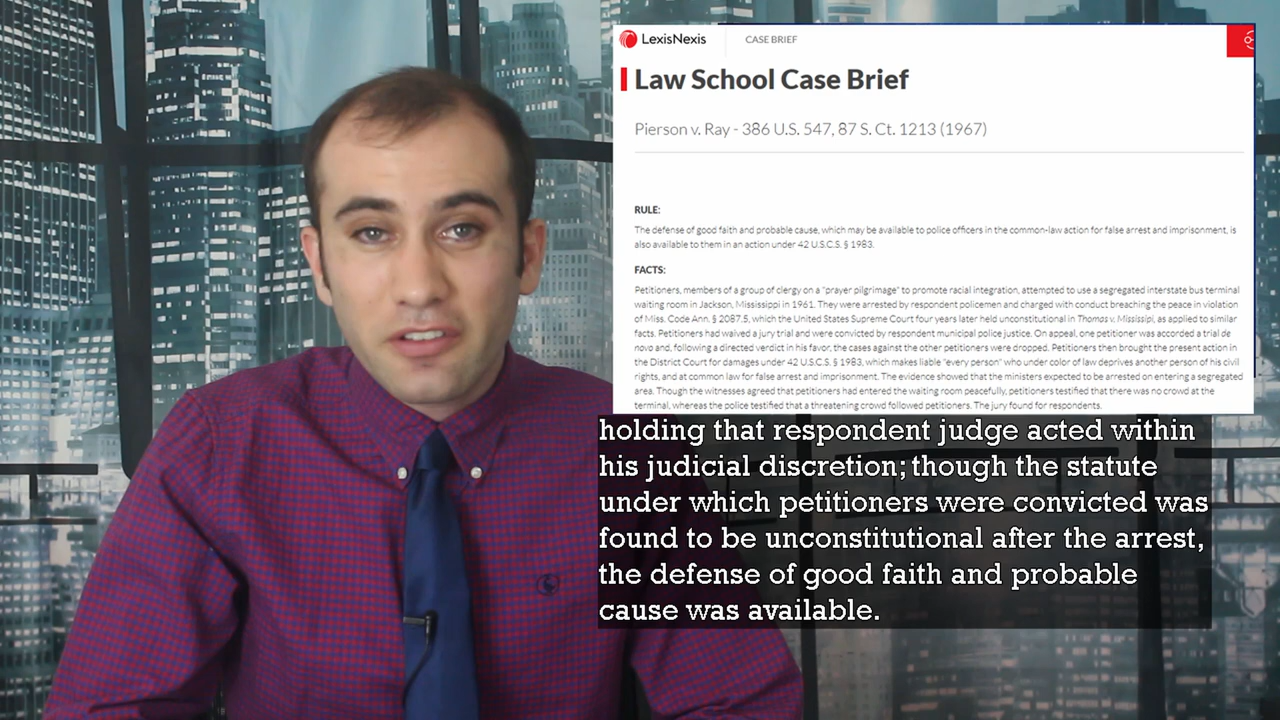 LexisNexis CASE BRIEF
Law School Case Brief
Pierson v. Ray - 386 U.S. 547, 87 S. Ct. 1213 (1967)
RULE:
The defense of good faith and probable cause, which may be available to police officers in the common-law action for false arrest and imprisonment, is
also available to them in an action under 42 U.S.C.S. § 1983.
FACTS:
Petitioners, members of a group of clergy on a "prayer pilgrimage" to promote racial integration, attempted to use a segregated interstate bus terminal
waiting room in Jackson, Mississippi in 1961. They were arrested by respondent policemen and charged with conduct breaching the peace in violation
of Miss. Code Ann. § 2087.5, which the United States Supreme Court four years later held unconstitutional in Thomas v. Mississippi, as applied to similar
facts. Petitioners had waived a jury trial and were convicted by respondent municipal police justice. On appeal, one petitioner was accorded a trial de
novo and, following a directed verdict in his favor, the cases against the other petitioners were dropped. Petitioners then brought the present action in
the District Court for damages under 42 U.S.C.S. § 1983, which makes liable "every person" who under color of law deprives another person of his civil
rights, and at common law for false arrest and imprisonment. The evidence showed that the ministers expected to be arrested on entering a segregated
area. Though the witnesses agreed that petitioners had entered the waiting room peacefully, petitioners testified that there was no crowd at the
terminal, whereas the police testified that a threatening crowd followed petitioners. The jury found for respondents.
holding that respondent judge acted within
his judicial discretion; though the statute
under which petitioners were convicted was
found to be unconstitutional after the arrest,
the defense of good faith and probable
cause was available.